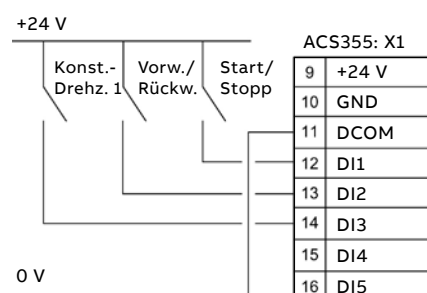 +24 V
ACS355: X1
Konst.- Vorw./ Start/
Drehz. 1 Rückw. Stopp
9 +24 V
10 GND
11 DCOM
12 DI1
13 DI2
14 DI3
15 DI4
0 V
16 DI5